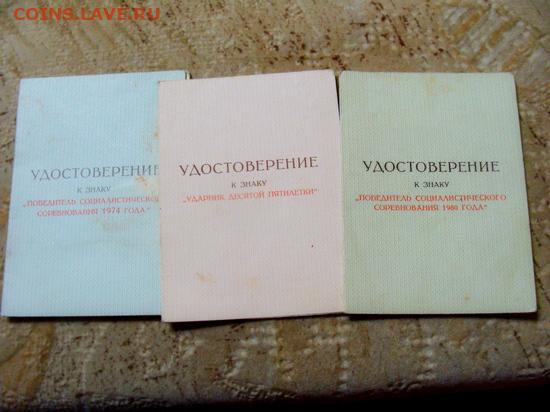 COINS.LAVE.RU
УДОСТОВЕРЕНИЕ
К ЗНАКУ
„ПОБЕДИТЕЛЬ СОЦИАЛИСТИЧЕСКОГО
СОРЕВНОВАНИЯ 1974 ГОДА"
УДОСТОВЕРЕНИЕ
К ЗНАКУ
„УДАРНИК ДЕСЯТОЙ ПЯТИЛЕТКИ"
УДОСТОВЕРЕНИЕ
К ЗНАКУ
„ПОБЕДИТЕЛЬ СОЦИАЛИСТИЧЕСКОГО
СОРЕВНОВАНИЯ 1980 ГОДА"